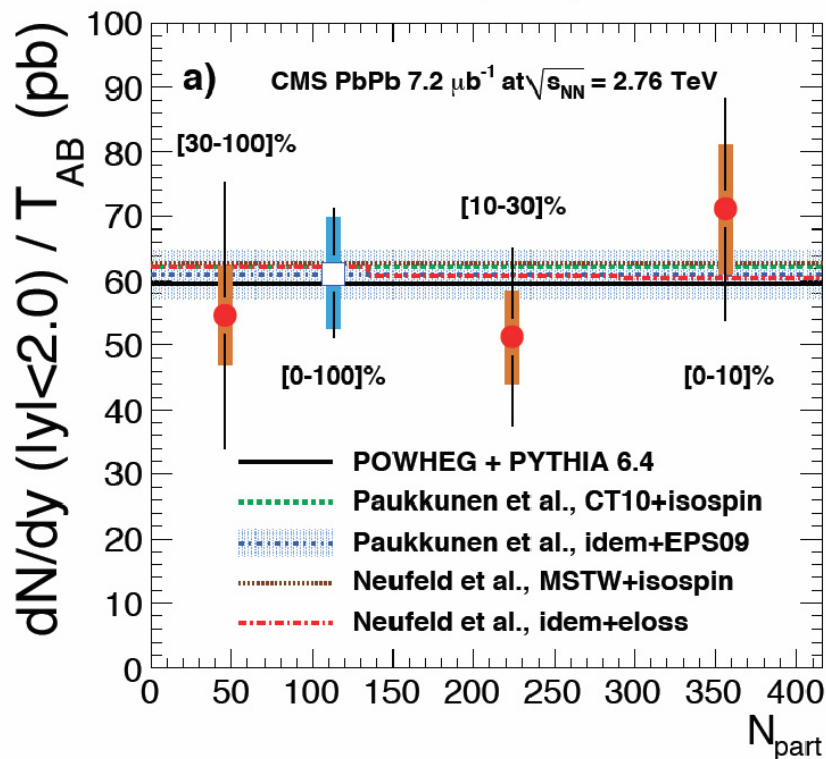 dN/dy (|y|<2.0) / T_AB (pb)
100
90
80
70
60
50
40
30
20
10
0
a) CMS PbPb 7.2 μb⁻¹ at √s_NN = 2.76 TeV
[30-100]%
[10-30]%
[0-100]%
[0-10]%
POWHEG + PYTHIA 6.4
Paukkunen et al., CT10+isospin
Paukkunen et al., idem+EPS09
Neufeld et al., MSTW+isospin
Neufeld et al., idem+eloss
0 50 100 150 200 250 300 350 400
N_part